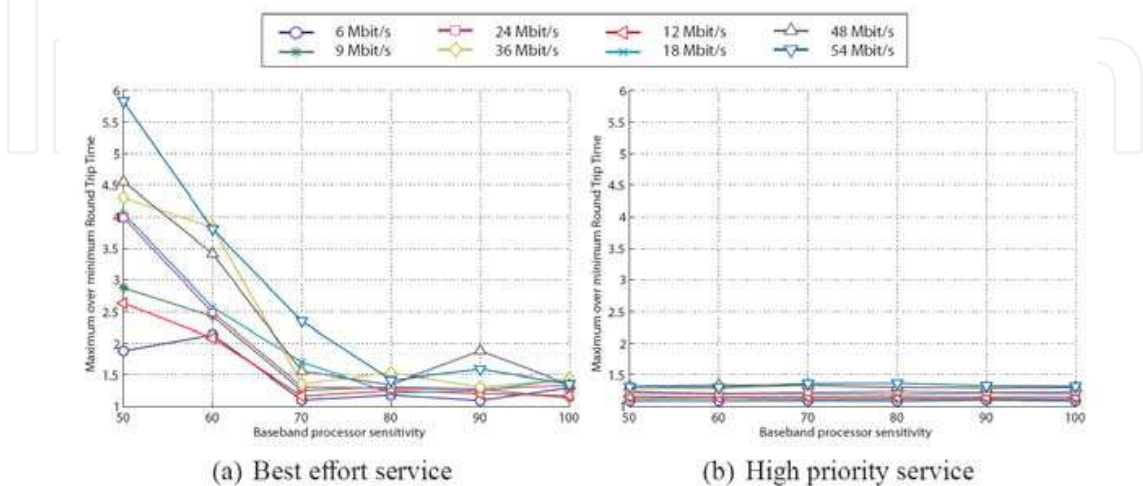 6 Mbit/s 24 Mbit/s 12 Mbit/s 48 Mbit/s
9 Mbit/s 36 Mbit/s 18 Mbit/s 54 Mbit/s
Maximum over minimum Round Trip Time
6
5.5
5
4.5
4
3.5
3
2.5
2
1.5
1
50 60 70 80 90 100
Baseband processor sensitivity
(a) Best effort service
Maximum over minimum Round Trip Time
6
5.5
5
4.5
4
3.5
3
2.5
2
1.5
1
50 60 70 80 90 100
Baseband processor sensitivity
(b) High priority service